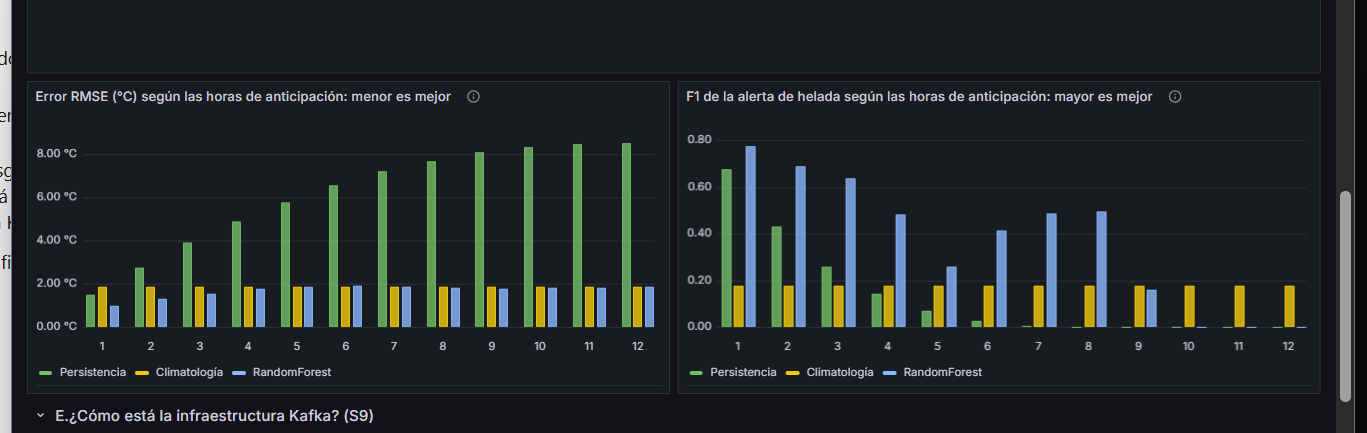 Error RMSE (°C) según las horas de anticipación: menor es mejor
8.00 °C
6.00 °C
4.00 °C
2.00 °C
0.00 °C
1 2 3 4 5 6 7 8 9 10 11 12
Persistencia Climatología RandomForest
F1 de la alerta de helada según las horas de anticipación: mayor es mejor
0.80
0.60
0.40
0.20
0.00
1 2 3 4 5 6 7 8 9 10 11 12
Persistencia Climatología RandomForest
E.¿Cómo está la infraestructura Kafka? (S9)